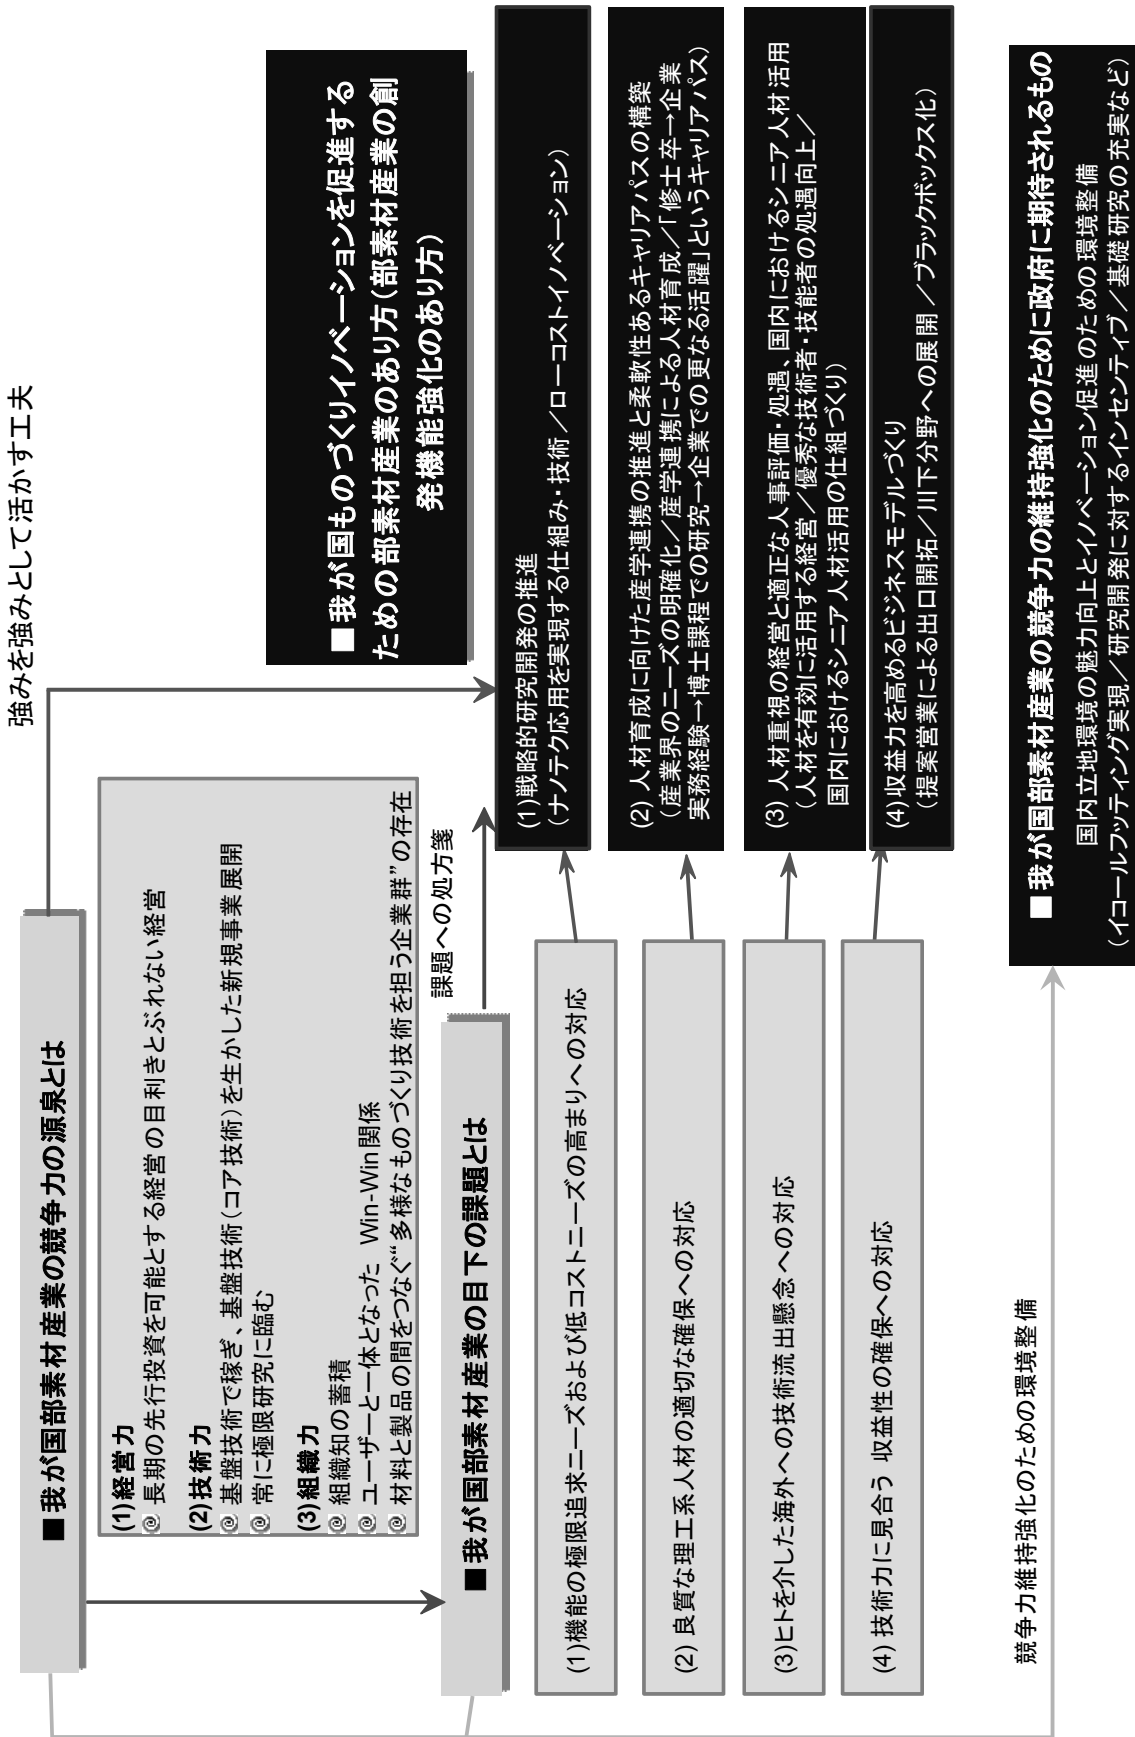 ■我が国部素材産業の競争力の源泉とは
(1)経営力
@ 長期の先行投資を可能とする経営の目利きとぶれない経営
(2)技術力
@ 基盤技術で稼ぎ、基盤技術(コア技術)を生かした新規事業展開
@ 常に極限研究に臨む
(3)組織力
@ 組織知の蓄積
@ ユーザーと一体となった Win-Win関係
@ 材料と製品の間をつなぐ“多様なものづくり技術を担う企業群”の存在
■我が国部素材産業の目下の課題とは
(1)機能の極限追求ニーズおよび低コストニーズの高まりへの対応
(2) 良質な理工系人材の適切な確保への対応
(3)ヒトを介した海外への技術流出懸念への対応
(4) 技術力に見合う 収益性の確保への対応
競争力維持強化のための環境整備
強みを強みとして活かす工夫
課題への処方箋
■我が国ものづくりイノベーションを促進する
ための部素材産業のあり方(部素材産業の創
発機能強化のあり方)
(1)戦略的研究開発の推進
(ナノテク応用を実現する仕組み・技術／ローコストイノベーション)
(2) 人材育成に向けた産学連携の推進と柔軟性あるキャリアパスの構築
(産業界のニーズの明確化／産学連携による人材育成／「修士卒→企業
実務経験→博士課程での研究→企業での更なる活躍」というキャリアパス)
(3) 人材重視の経営と適正な人事評価・処遇、国内におけるシニア人材活用
(人材を有効に活用する経営／優秀な技術者・技能者の処遇向上／
国内におけるシニア人材活用の仕組づくり)
(4) 収益力を高めるビジネスモデルづくり
(提案営業による出口開拓／川下分野への展開／ブラックボックス化)
■我が国部素材産業の競争力の維持強化のために政府に期待されるもの
国内立地環境の魅力向上とイノベーション促進のための環境整備
(イコールフッティング実現／研究開発に対するインセンティブ／基礎研究の充実など)